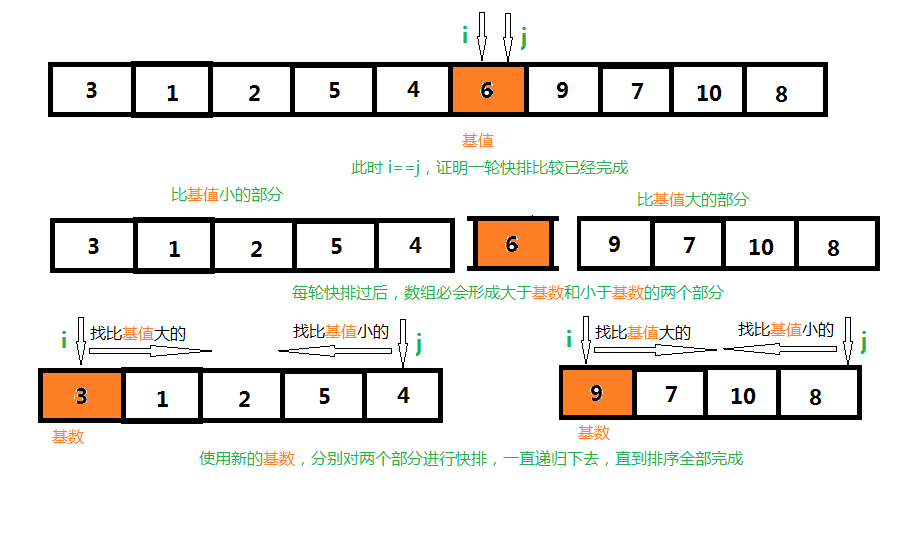 i j
3 1 2 5 4 6 9 7 10 8
基值
此时 i==j，证明一轮快排比较已经完成
比基值小的部分 比基值大的部分
3 1 2 5 4 6 9 7 10 8
每轮快排过后，数组必会形成大于基数和小于基数的两个部分
i 找比基值大的 找比基值小的 j i 找比基值大的 找比基值小的 j
3 1 2 5 4 9 7 10 8
基数 基数
使用新的基数，分别对两个部分进行快排，一直递归下去，直到排序全部完成